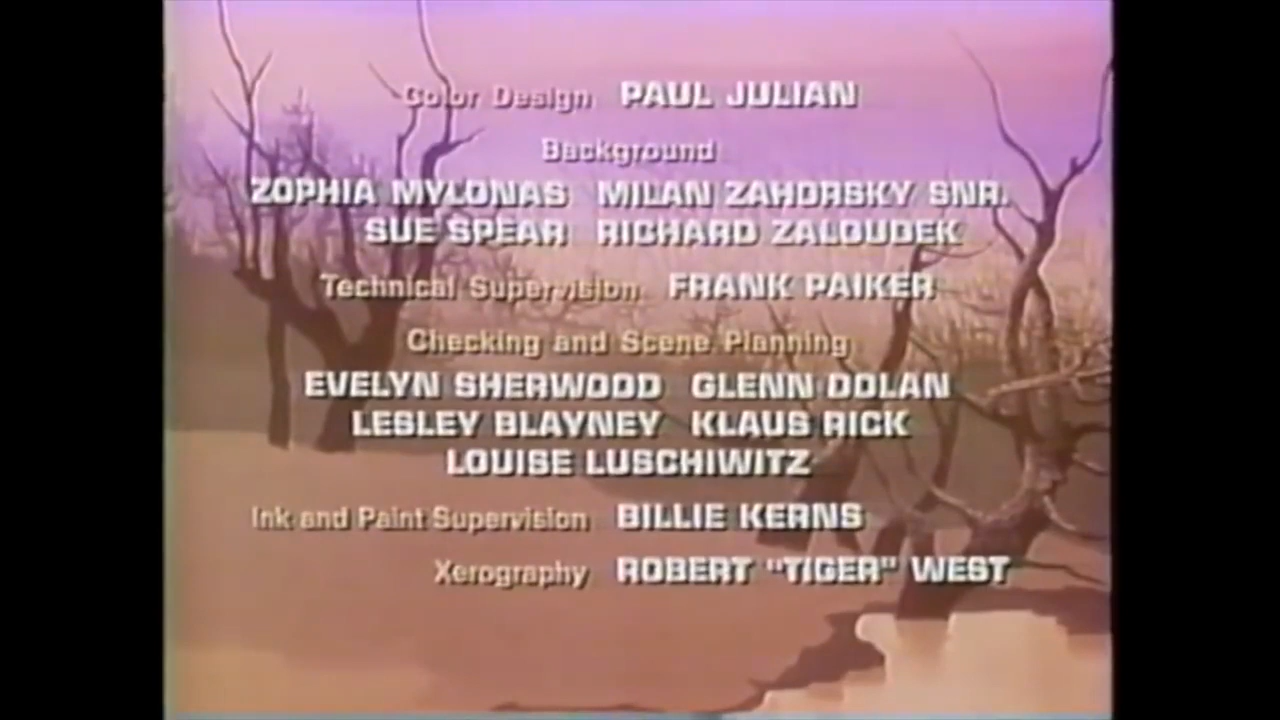 Color Design PAUL JULIAN
Background
ZOPHIA MYLONAS MILAN ZAHORSKY SNR.
SUE SPEAR RICHARD ZALOUDEK
Technical Supervision FRANK PAIKER
Checking and Scene Planning
EVELYN SHERWOOD GLENN DOLAN
LESLEY BLAYNEY KLAUS RICK
LOUISE LUSCHIWITZ
Ink and Paint Supervision BILLIE KERNS
Xerography ROBERT "TIGER" WEST